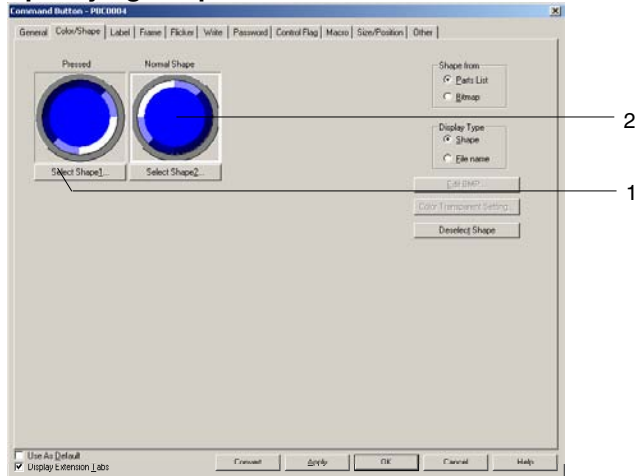 Command Button - PBC0004
General Color/Shape Label Frame Flicker Write Password Control Flag Macro Size/Position Other
Pressed Normal Shape
Select Shape1... Select Shape2...
Shape from
Parts List
Bitmap
Display Type
Shape
File name
Edit BMP...
Color Transparent Setting...
Deselect Shape
2
1
Use As Default
Display Extension Tabs
Convert Apply OK Cancel Help